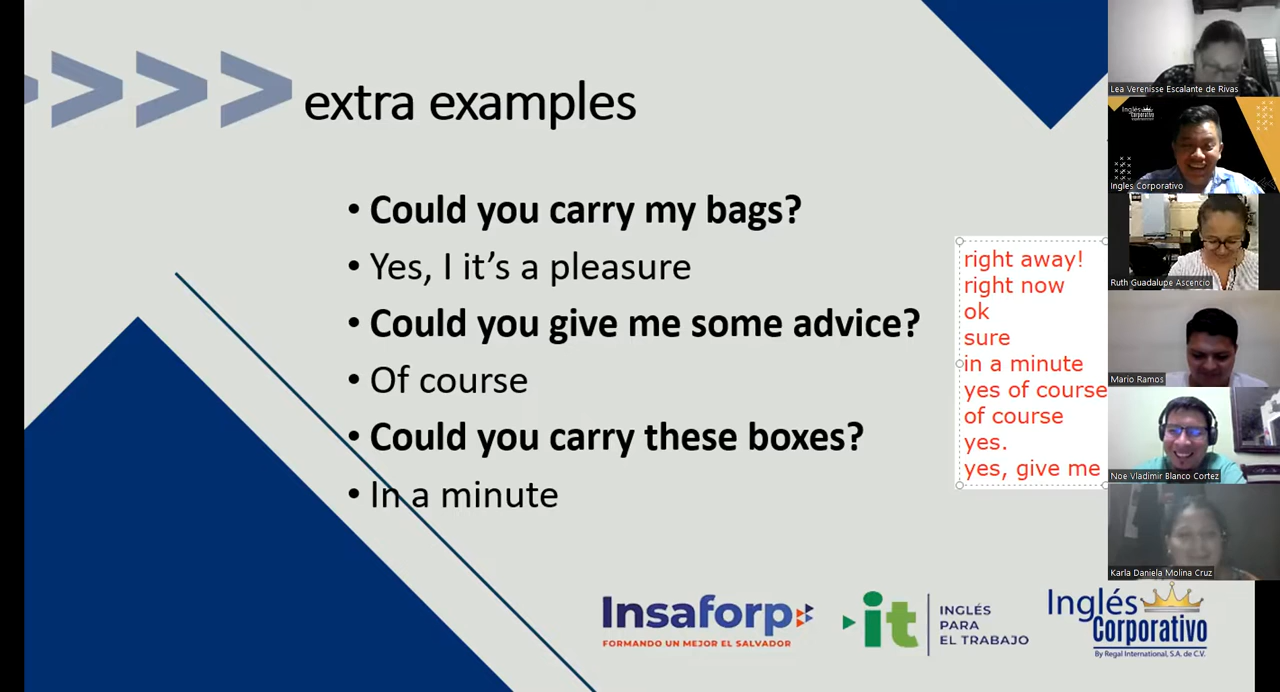 extra examples
• Could you carry my bags?
• Yes, I it’s a pleasure
• Could you give me some advice?
• Of course
• Could you carry these boxes?
• In a minute
right away!
right now
ok
sure
in a minute
yes of course
of course
yes.
yes, give me
Lea Verenisse Escalante de Rivas
Inglés
Corporativo
Ingles Corporativo
Ruth Guadalupe Ascencio
Mario Ramos
Noe Vladimir Blanco Cortez
Karla Daniela Molina Cruz
Insaforp
FORMANDO UN MEJOR EL SALVADOR
it
INGLÉS
PARA
EL TRABAJO
Inglés
Corporativo
By Regal International, S.A. de C.V.